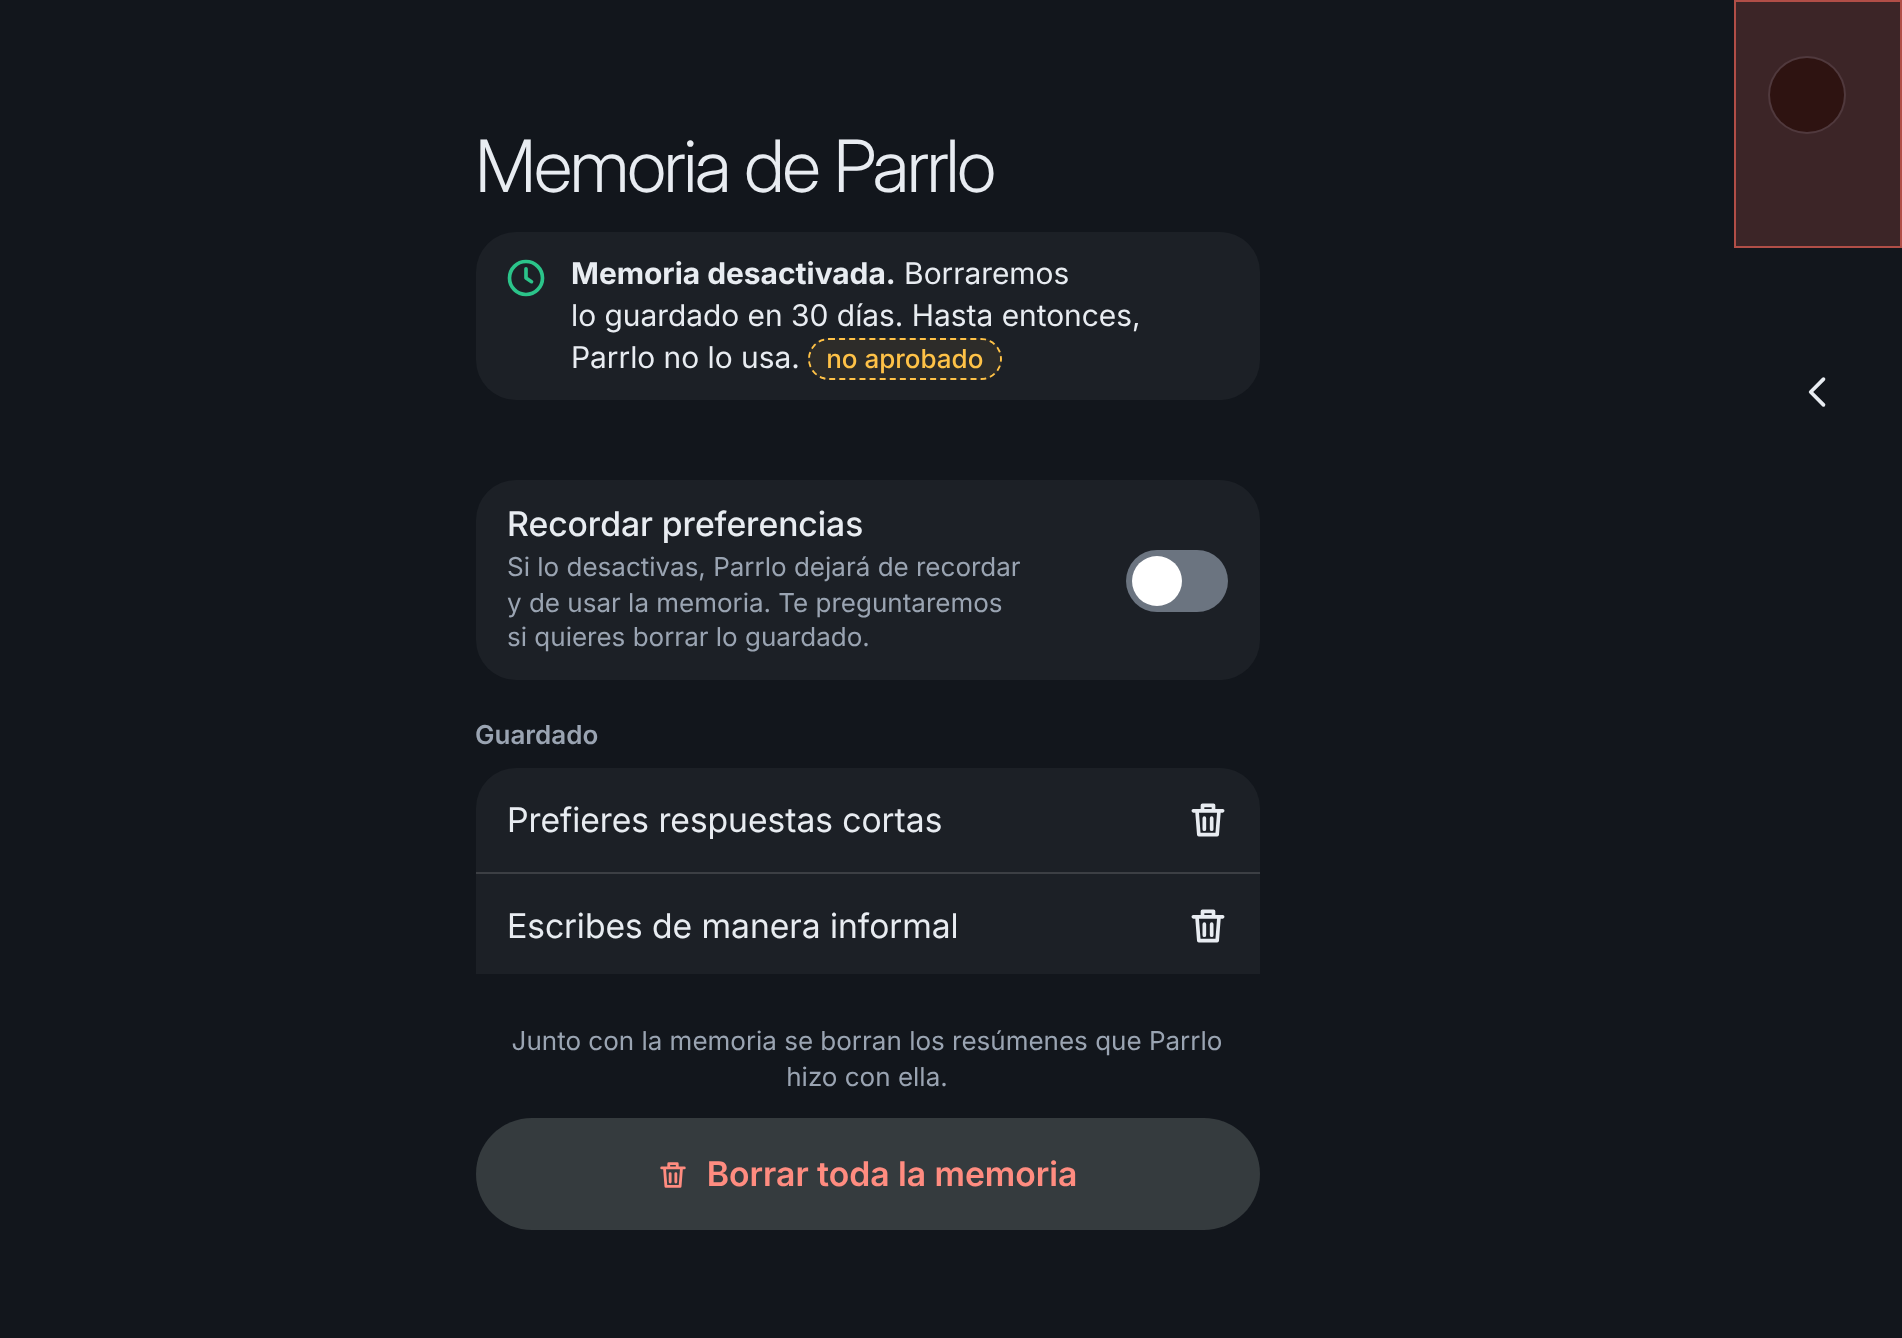 Memoria de Parrlo
Memoria desactivada. Borraremos
lo guardado en 30 días. Hasta entonces,
Parrlo no lo usa. no aprobado
Recordar preferencias
Si lo desactivas, Parrlo dejará de recordar
y de usar la memoria. Te preguntaremos
si quieres borrar lo guardado.
Guardado
Prefieres respuestas cortas
Escribes de manera informal
Junto con la memoria se borran los resúmenes que Parrlo
hizo con ella.
Borrar toda la memoria